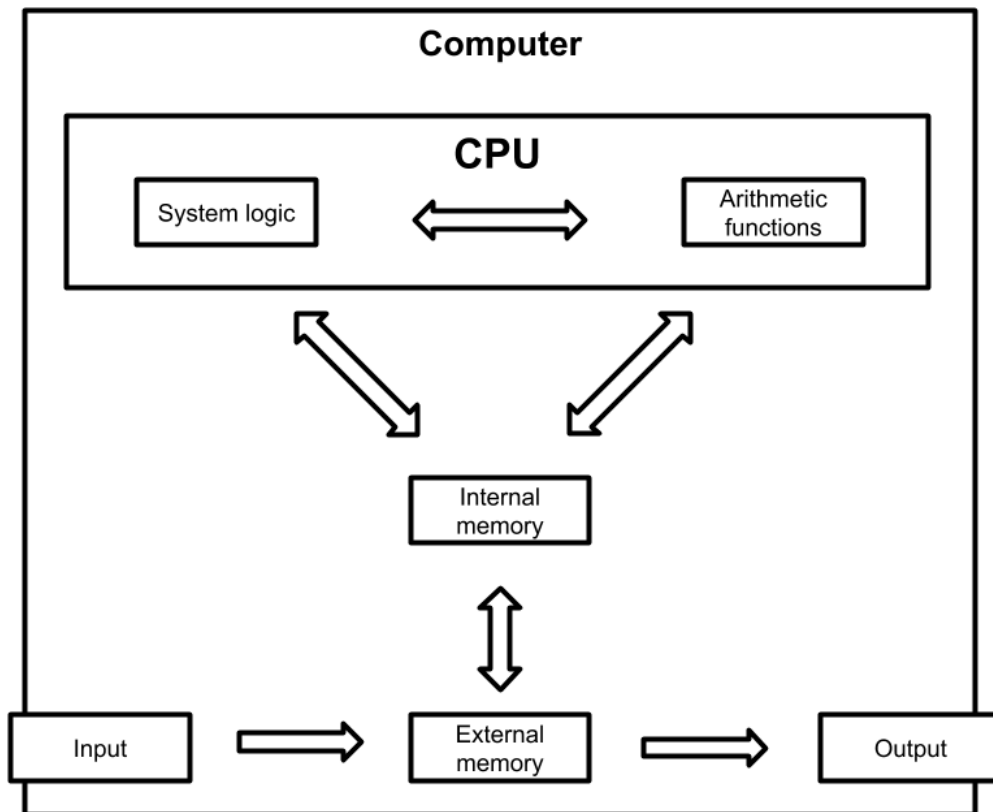 Computer
CPU
System logic
Arithmetic
functions
Internal
memory
Input
External
memory
Output